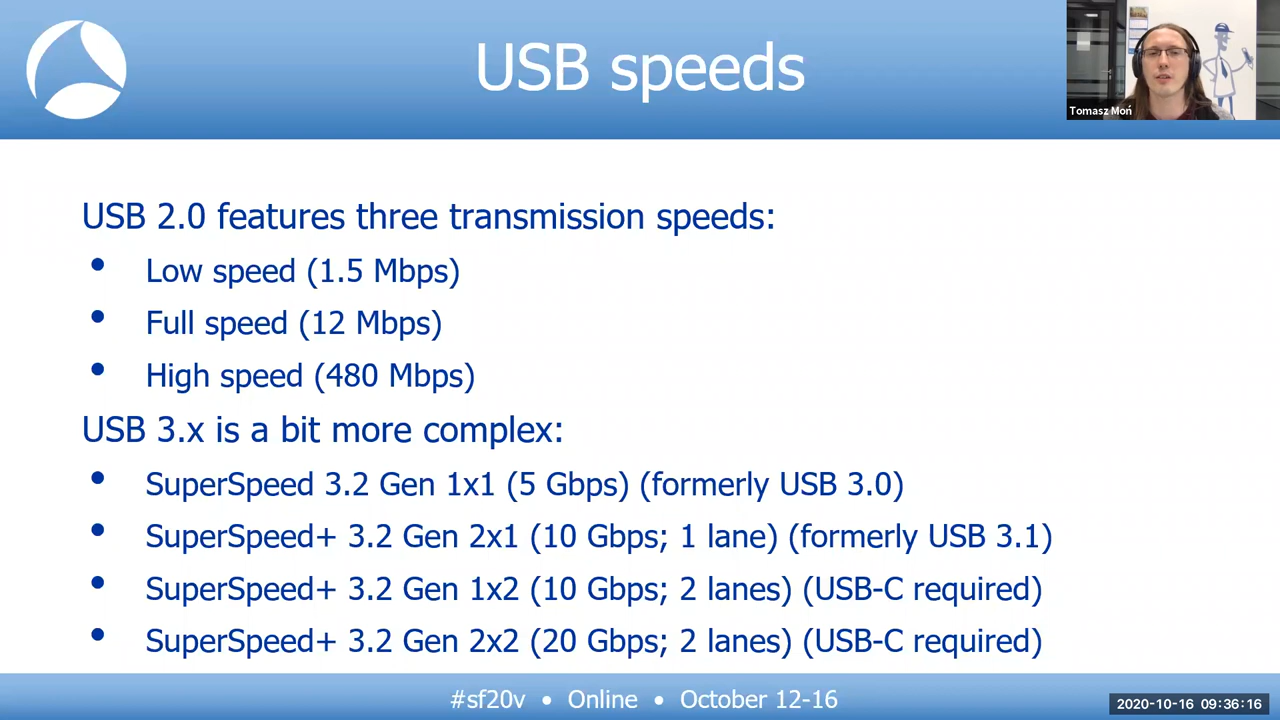 USB speeds
Tomasz Moń
USB 2.0 features three transmission speeds:
• Low speed (1.5 Mbps)
• Full speed (12 Mbps)
• High speed (480 Mbps)
USB 3.x is a bit more complex:
• SuperSpeed 3.2 Gen 1x1 (5 Gbps) (formerly USB 3.0)
• SuperSpeed+ 3.2 Gen 2x1 (10 Gbps; 1 lane) (formerly USB 3.1)
• SuperSpeed+ 3.2 Gen 1x2 (10 Gbps; 2 lanes) (USB-C required)
• SuperSpeed+ 3.2 Gen 2x2 (20 Gbps; 2 lanes) (USB-C required)
#sf20v • Online • October 12-16
2020-10-16 09:36:16